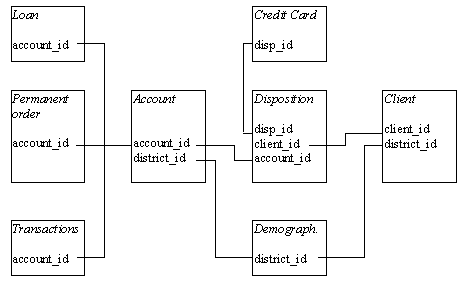 Loan
account_id
Credit Card
disp_id
Permanent
order
account_id
Account
account_id
district_id
Disposition
disp_id
client_id
account_id
Client
client_id
district_id
Transactions
account_id
Demograph.
district_id